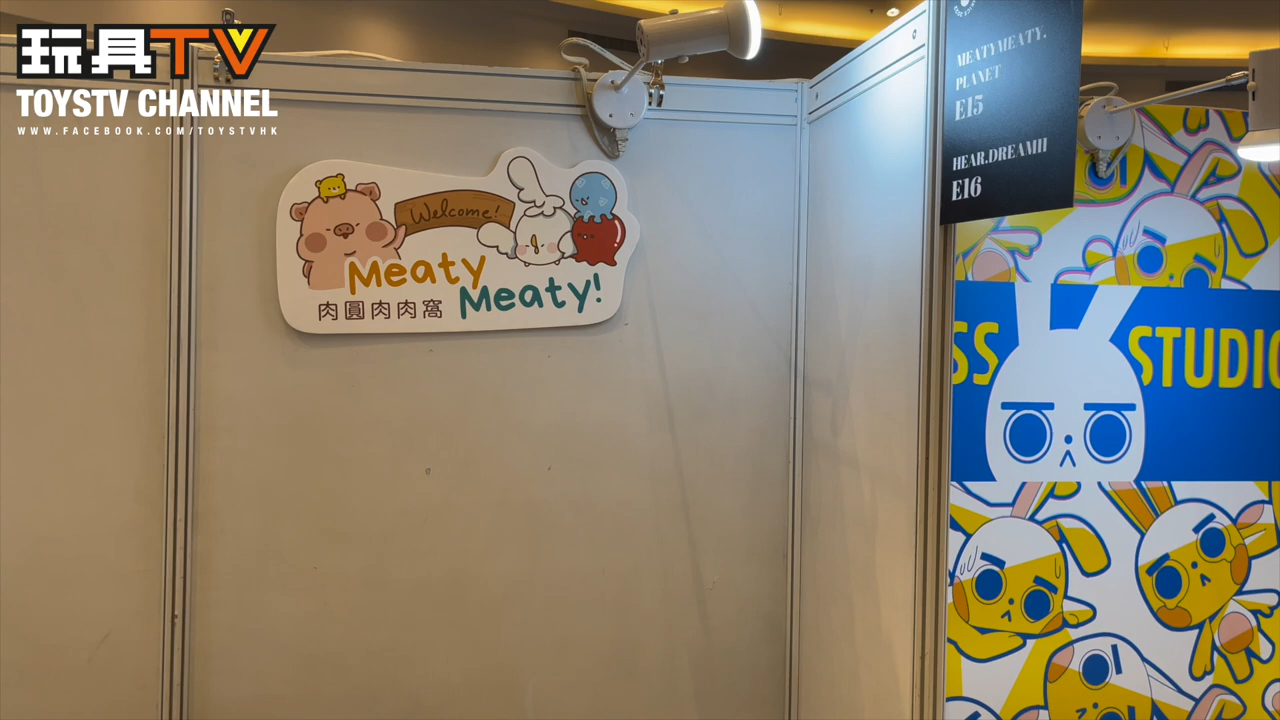 玩具TV
TOYSTV CHANNEL
WWW.FACEBOOK.COM/TOYSTVHK
Welcome!
Meaty
Meaty!
肉圓肉肉窩
MEATYMEATY.
PLANET
E15
HEAR.DREAMII
E16
SS STUDIO